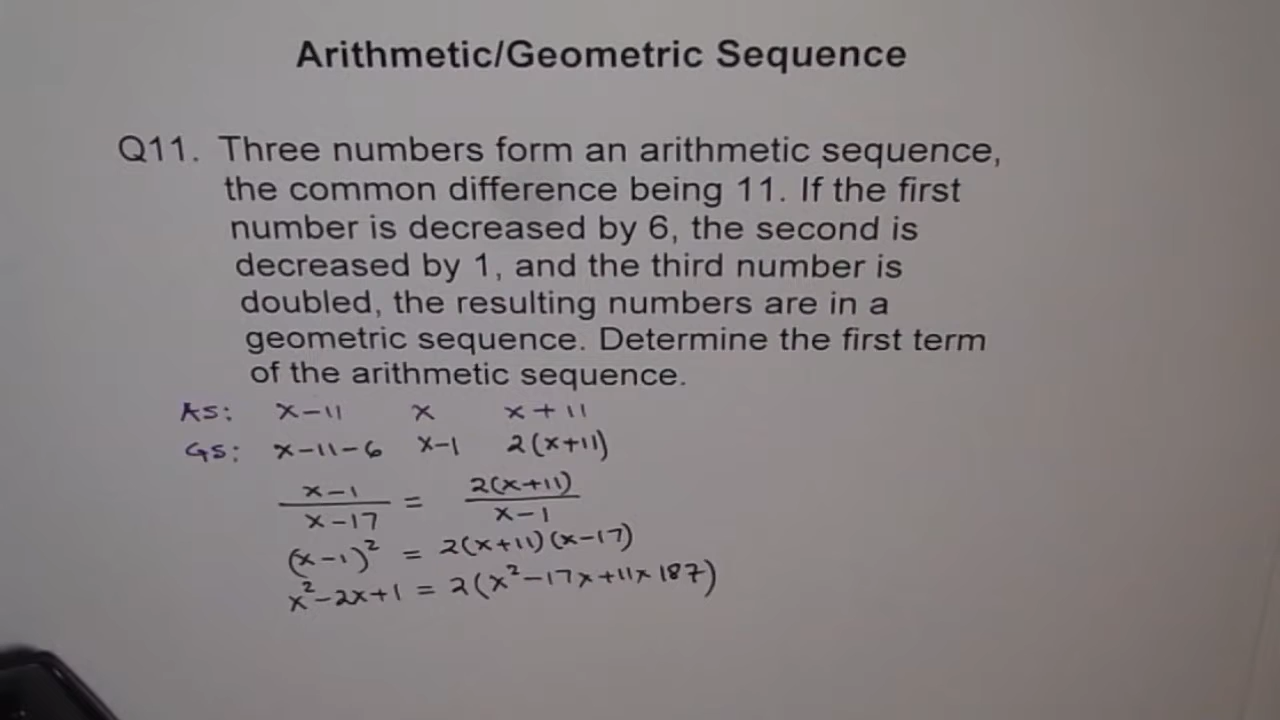 Arithmetic/Geometric Sequence
Q11. Three numbers form an arithmetic sequence,
the common difference being 11. If the first
number is decreased by 6, the second is
decreased by 1, and the third number is
doubled, the resulting numbers are in a
geometric sequence. Determine the first term
of the arithmetic sequence.
AS: x-11 x x+11
GS: x-11-6 x-1 2(x+11)
x-1/x-17 = 2(x+11)/x-1
(x-1)² = 2(x+11)(x-17)
x²-2x+1 = 2(x²-17x+11x 187)